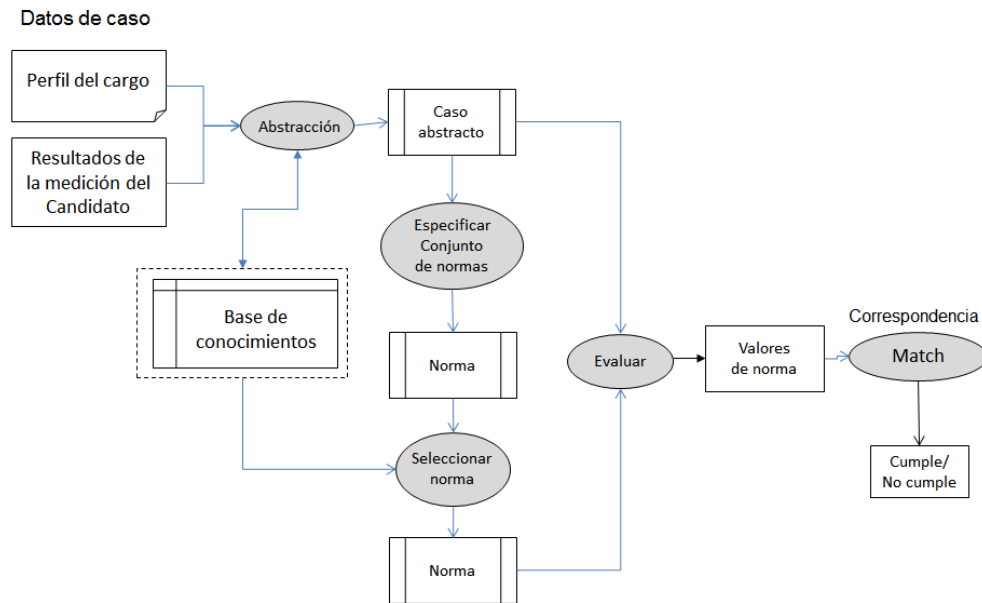 Datos de caso
Perfil del cargo
Resultados de
la medición del
Candidato
Abstracción
Caso
abstracto
Especificar
Conjunto
de normas
Base de
conocimientos
Norma
Seleccionar
norma
Norma
Evaluar
Valores
de norma
Correspondencia
Match
Cumple/
No cumple